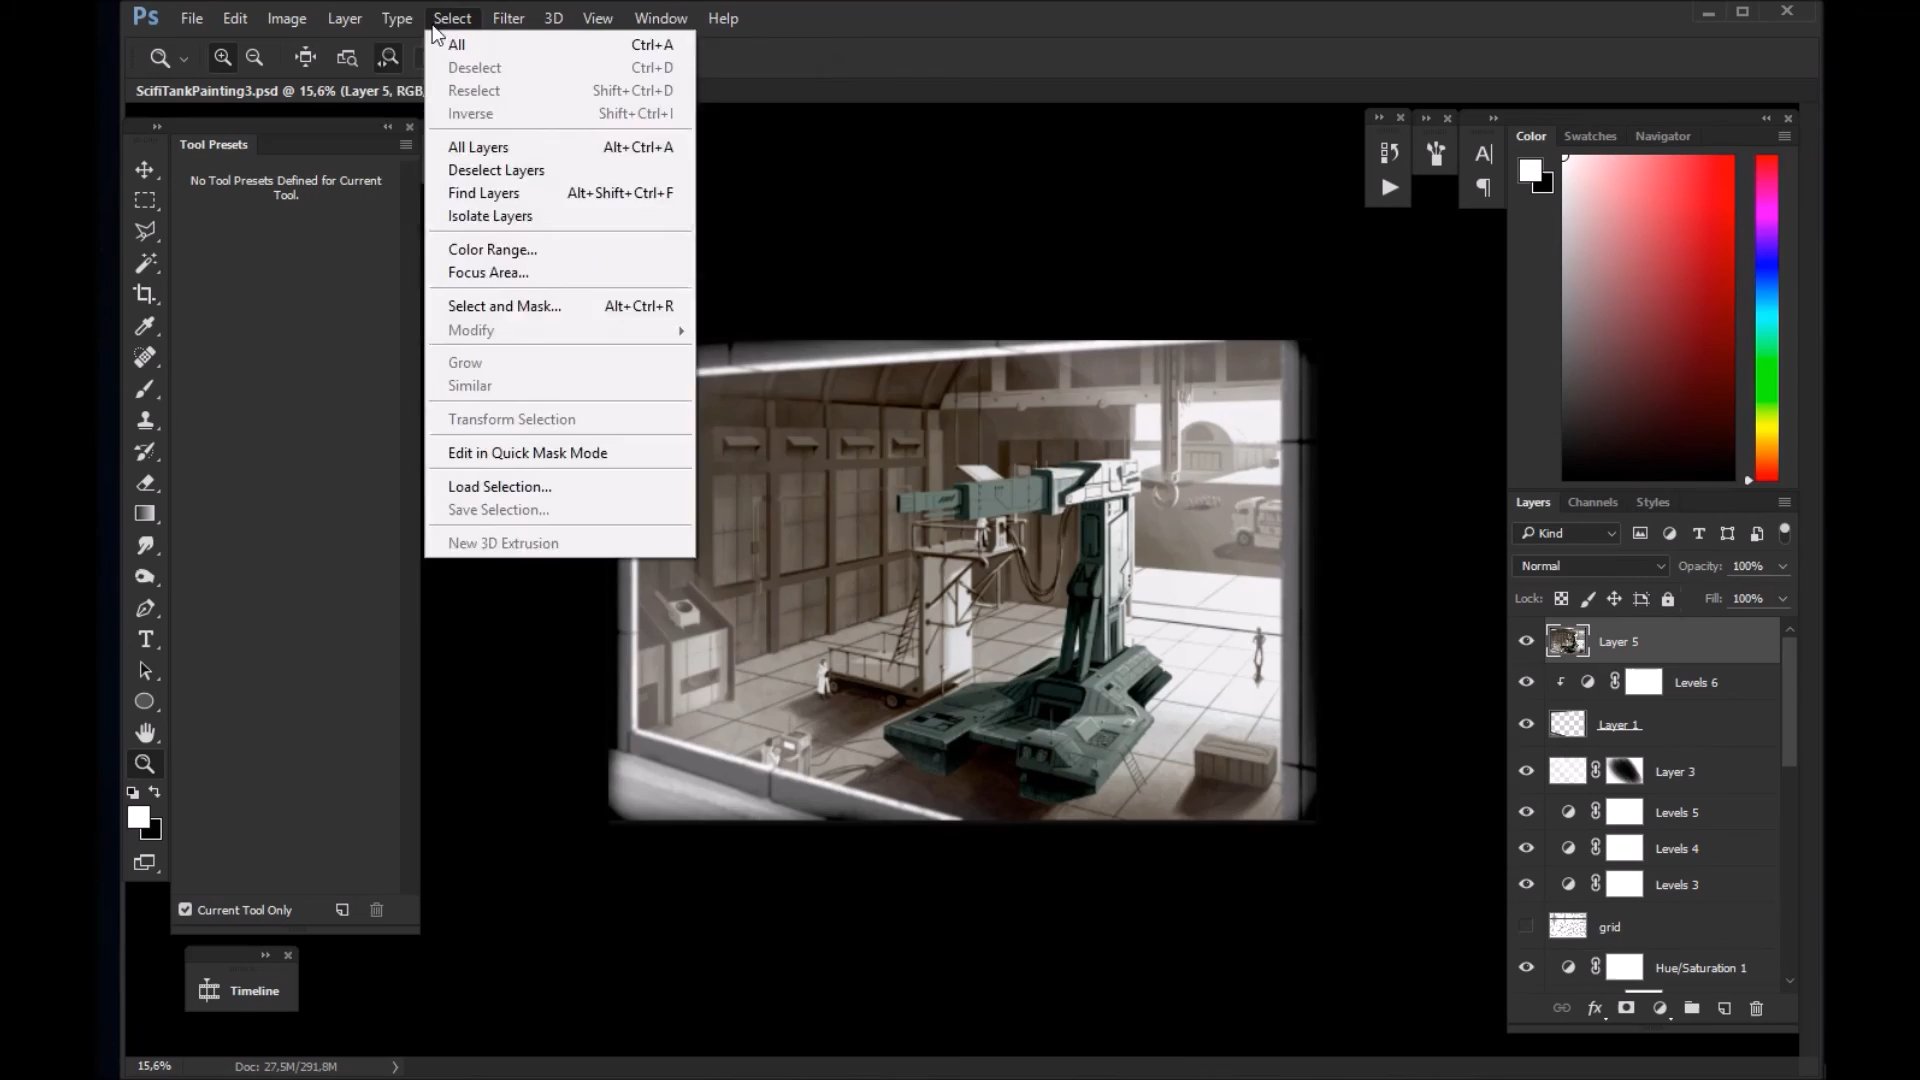 Ps File Edit Image Layer Type Select Filter 3D View Window Help
ScifiTankPainting3.psd @ 15,6% (Layer 5, RGB,
All Ctrl+A
Deselect Ctrl+D
Reselect Shift+Ctrl+D
Inverse Shift+Ctrl+I
All Layers Alt+Ctrl+A
Deselect Layers
Find Layers Alt+Shift+Ctrl+F
Isolate Layers
Color Range...
Focus Area...
Select and Mask... Alt+Ctrl+R
Modify
Grow
Similar
Transform Selection
Edit in Quick Mask Mode
Load Selection...
Save Selection...
New 3D Extrusion
Tool Presets
No Tool Presets Defined for Current
Tool.
Current Tool Only
Timeline
Color Swatches Navigator
Layers Channels Styles
Kind
Normal Opacity: 100%
Lock: Fill: 100%
Layer 5
Levels 6
Layer 1
Layer 3
Levels 5
Levels 4
Levels 3
grid
Hue/Saturation 1
15,6% Doc: 27,5M/291,8M